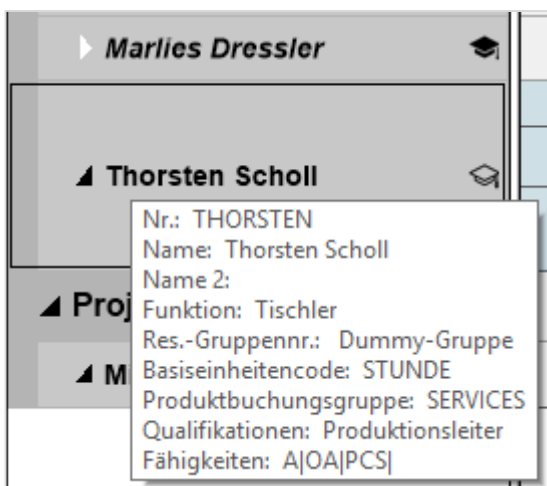 Marlies Dressler
Thorsten Scholl
Nr.: THORSTEN
Name: Thorsten Scholl
Name 2:
Funktion: Tischler
Res.-Gruppennr.: Dummy-Gruppe
Basiseinheitencode: STUNDE
Produktbuchungsgruppe: SERVICES
Qualifikationen: Produktionsleiter
Fähigkeiten: A|OA|PCS|